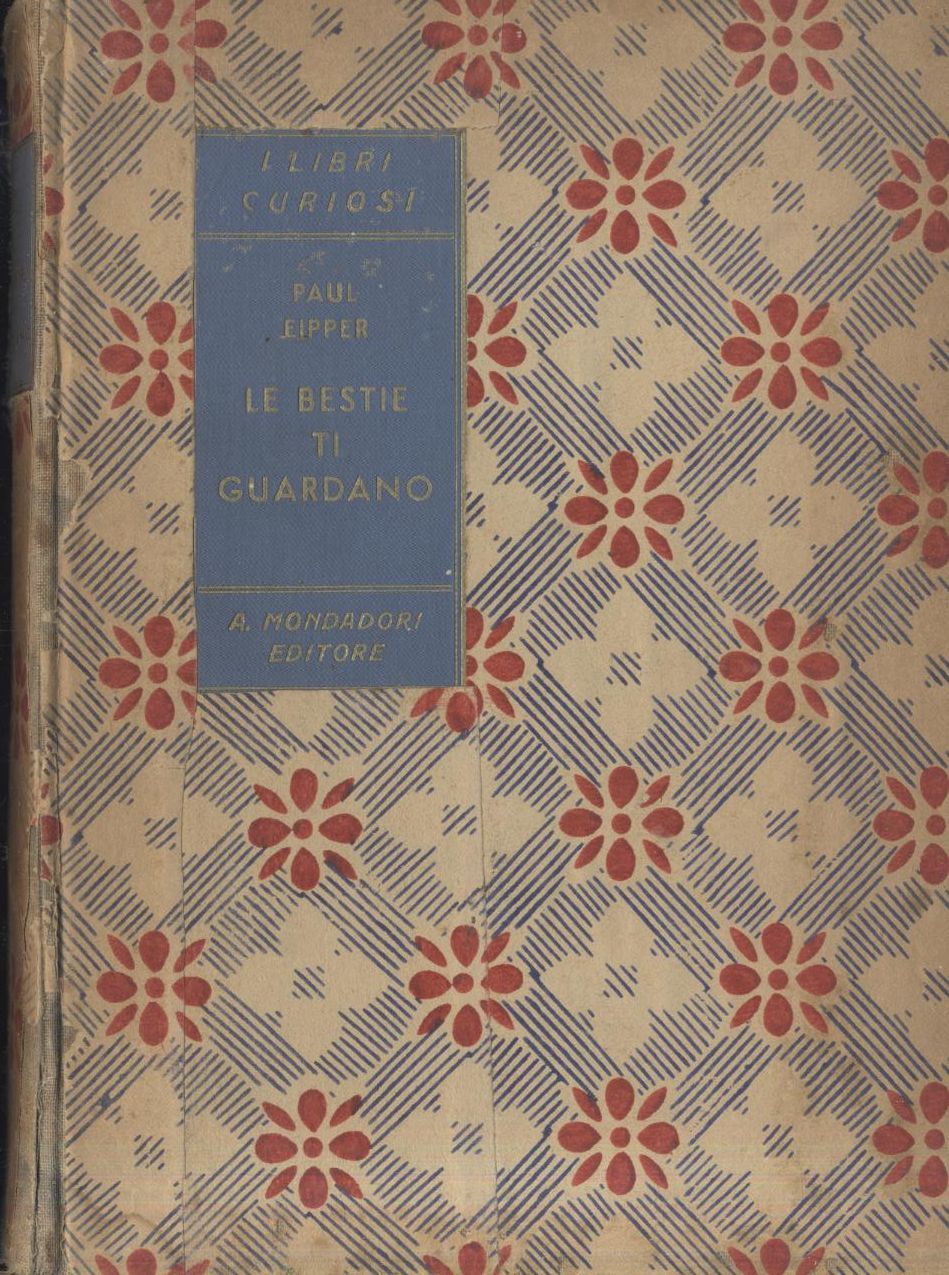 I LIBRI
CURIOSI
PAUL
EIPPER
LE BESTIE
TI
GUARDANO
A. MONDADORI
EDITORE